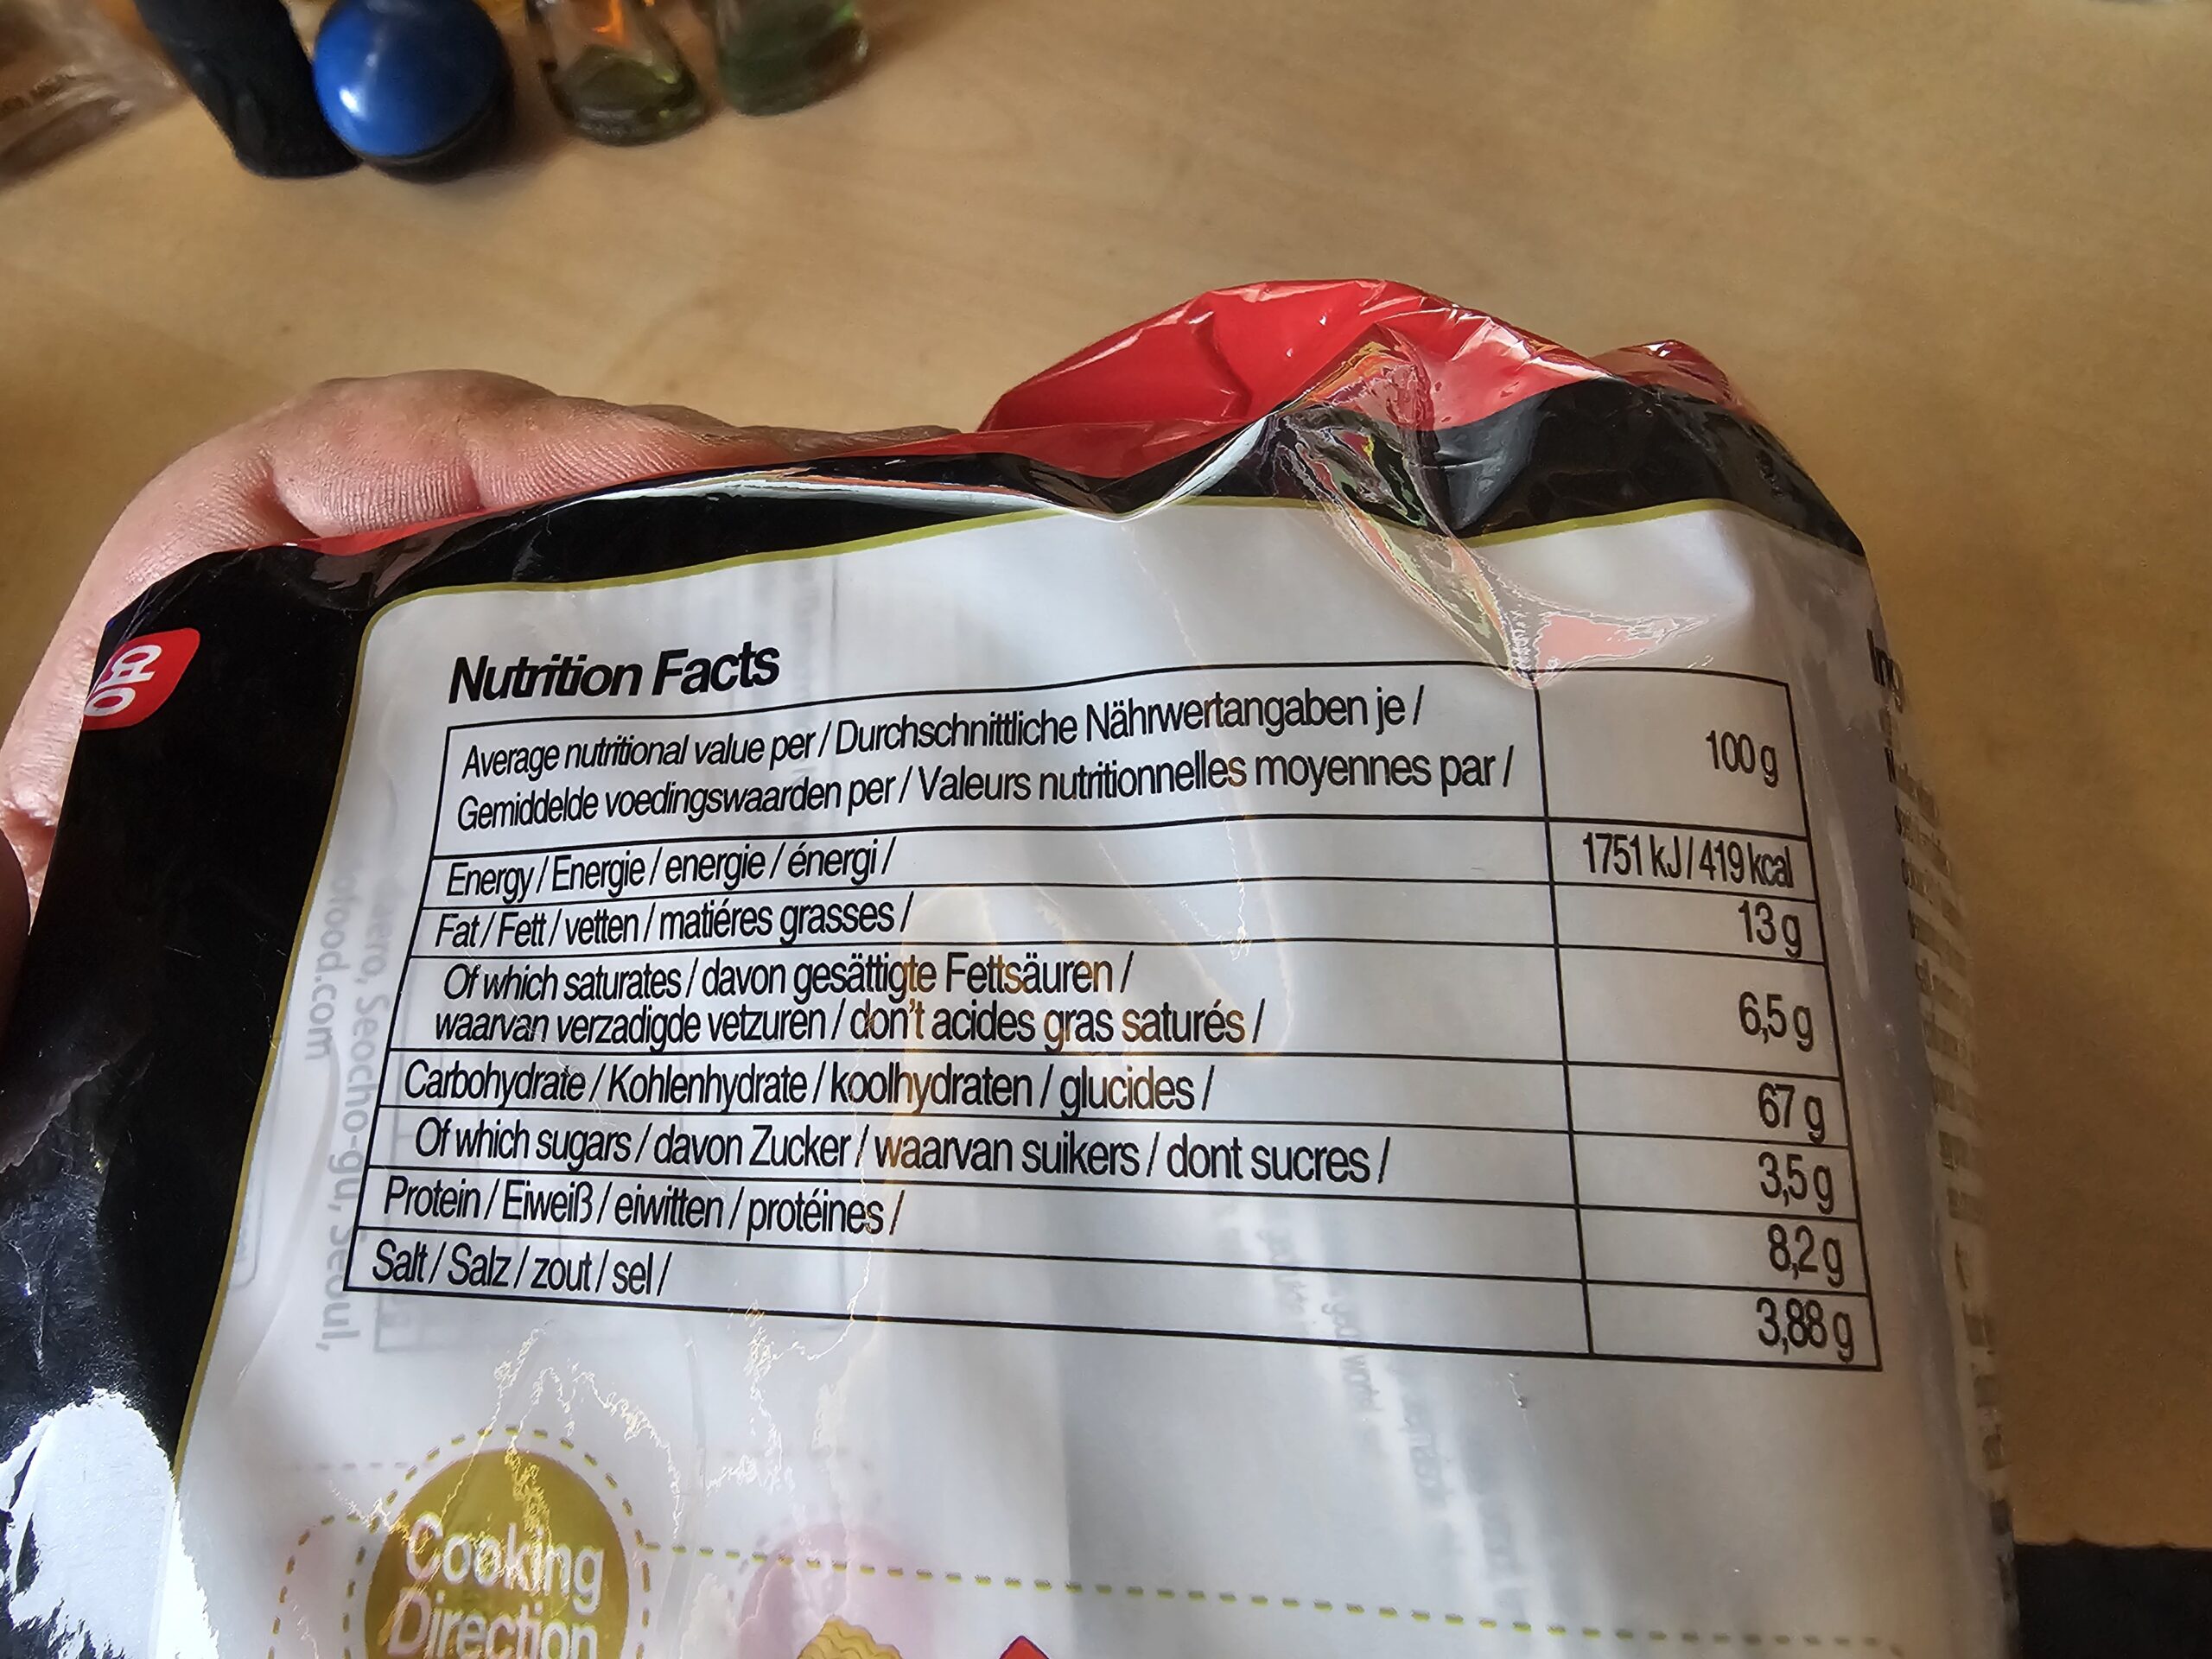 Nutrition Facts
Average nutritional value per / Durchschnittliche Nährwertangaben je /
Gemiddelde voedingswaarden per / Valeurs nutritionnelles moyennes par /
100 g
Energy / Energie / energie / énergi /
1751 kJ / 419 kcal
Fat / Fett / vetten / matiéres grasses /
13 g
Of which saturates / davon gesättigte Fettsäuren /
waarvan verzadigde vetzuren / don't acides gras saturés /
6,5 g
Carbohydrate / Kohlenhydrate / koolhydraten / glucides /
67 g
Of which sugars / davon Zucker / waarvan suikers / dont sucres /
3,5 g
Protein / Eiweiß / eiwitten / protéines /
8,2 g
Salt / Salz / zout / sel /
3,88 g
Seocho-gu, Seoul,
Cooking
Direction